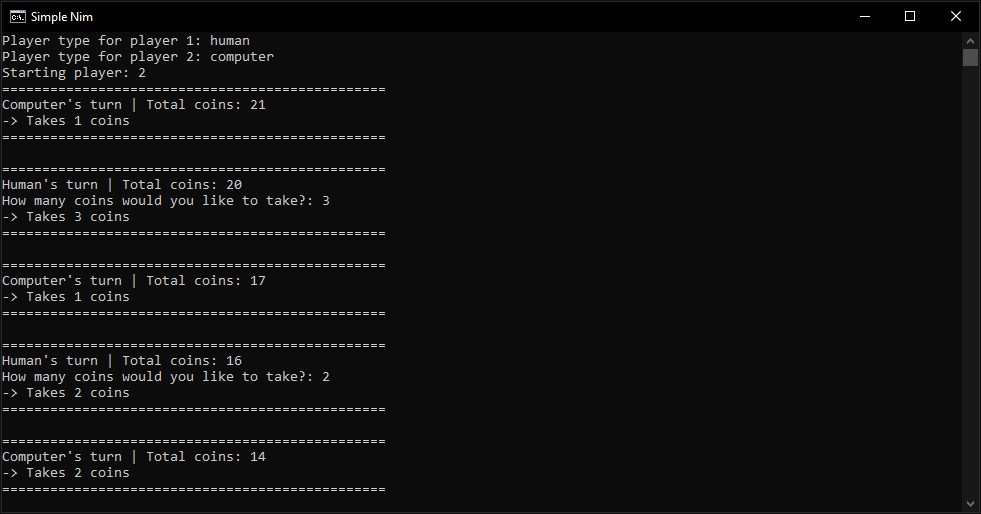 Simple Nim
Player type for player 1: human
Player type for player 2: computer
Starting player: 2
================================================
Computer's turn | Total coins: 21
-> Takes 1 coins
================================================
================================================
Human's turn | Total coins: 20
How many coins would you like to take?: 3
-> Takes 3 coins
================================================
================================================
Computer's turn | Total coins: 17
-> Takes 1 coins
================================================
================================================
Human's turn | Total coins: 16
How many coins would you like to take?: 2
-> Takes 2 coins
================================================
================================================
Computer's turn | Total coins: 14
-> Takes 2 coins
================================================